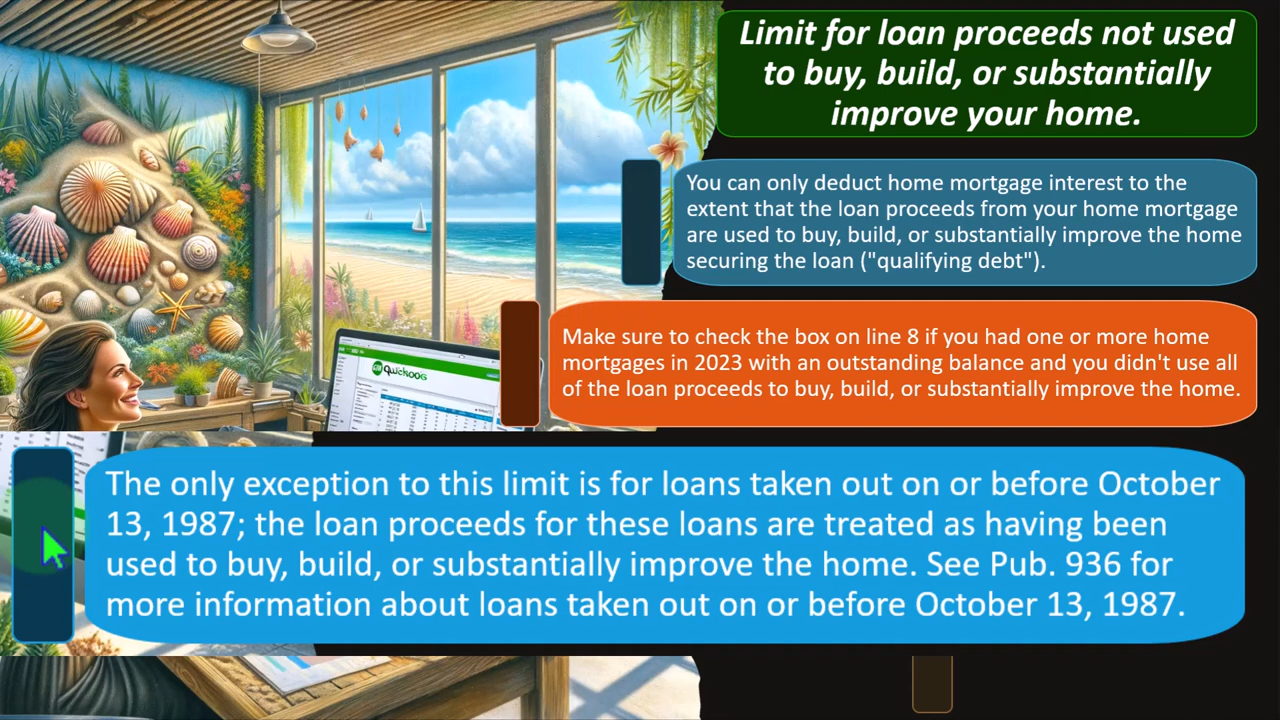 Limit for loan proceeds not used
to buy, build, or substantially
improve your home.
You can only deduct home mortgage interest to the
extent that the loan proceeds from your home mortgage
are used to buy, build, or substantially improve the home
securing the loan ("qualifying debt").
Make sure to check the box on line 8 if you had one or more home
mortgages in 2023 with an outstanding balance and you didn't use all
of the loan proceeds to buy, build, or substantially improve the home.
The only exception to this limit is for loans taken out on or before October
13, 1987; the loan proceeds for these loans are treated as having been
used to buy, build, or substantially improve the home. See Pub. 936 for
more information about loans taken out on or before October 13, 1987.